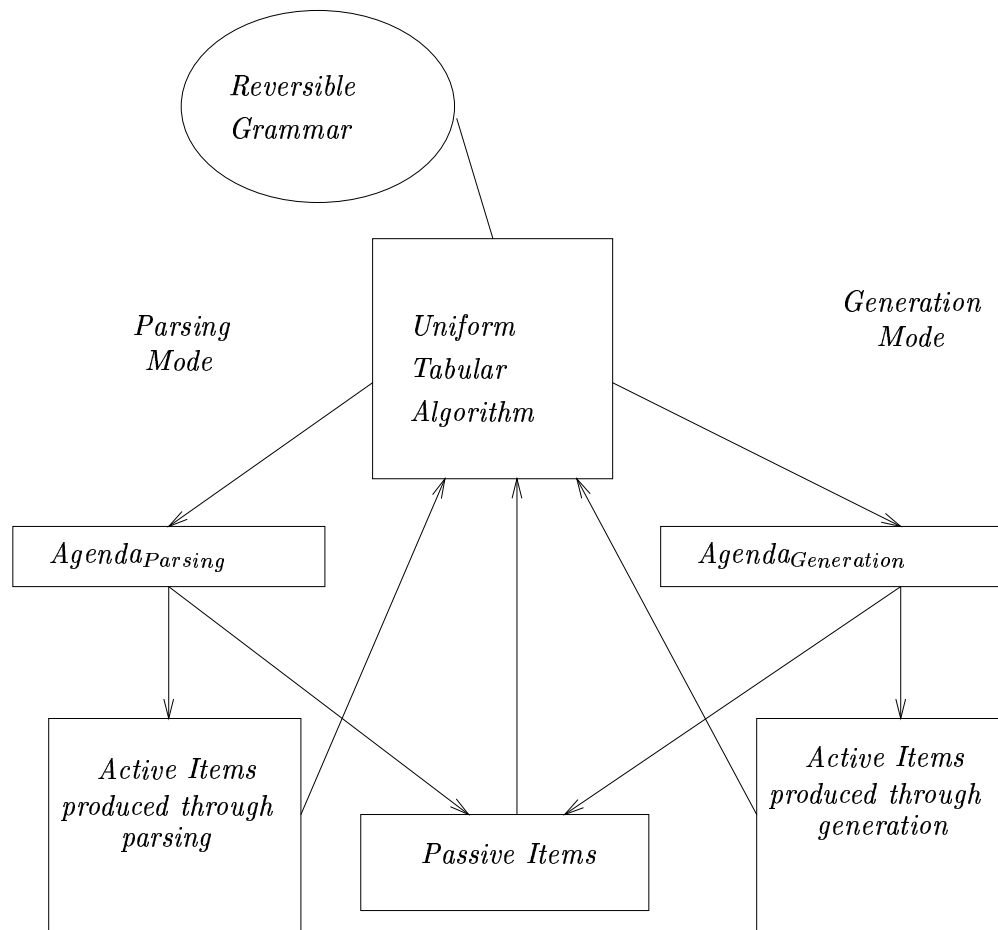 Reversible
Grammar
Parsing
Mode
Uniform
Tabular
Algorithm
Generation
Mode
Agenda_Parsing
Agenda_Generation
Active Items
produced through
parsing
Passive Items
Active Items
produced through
generation